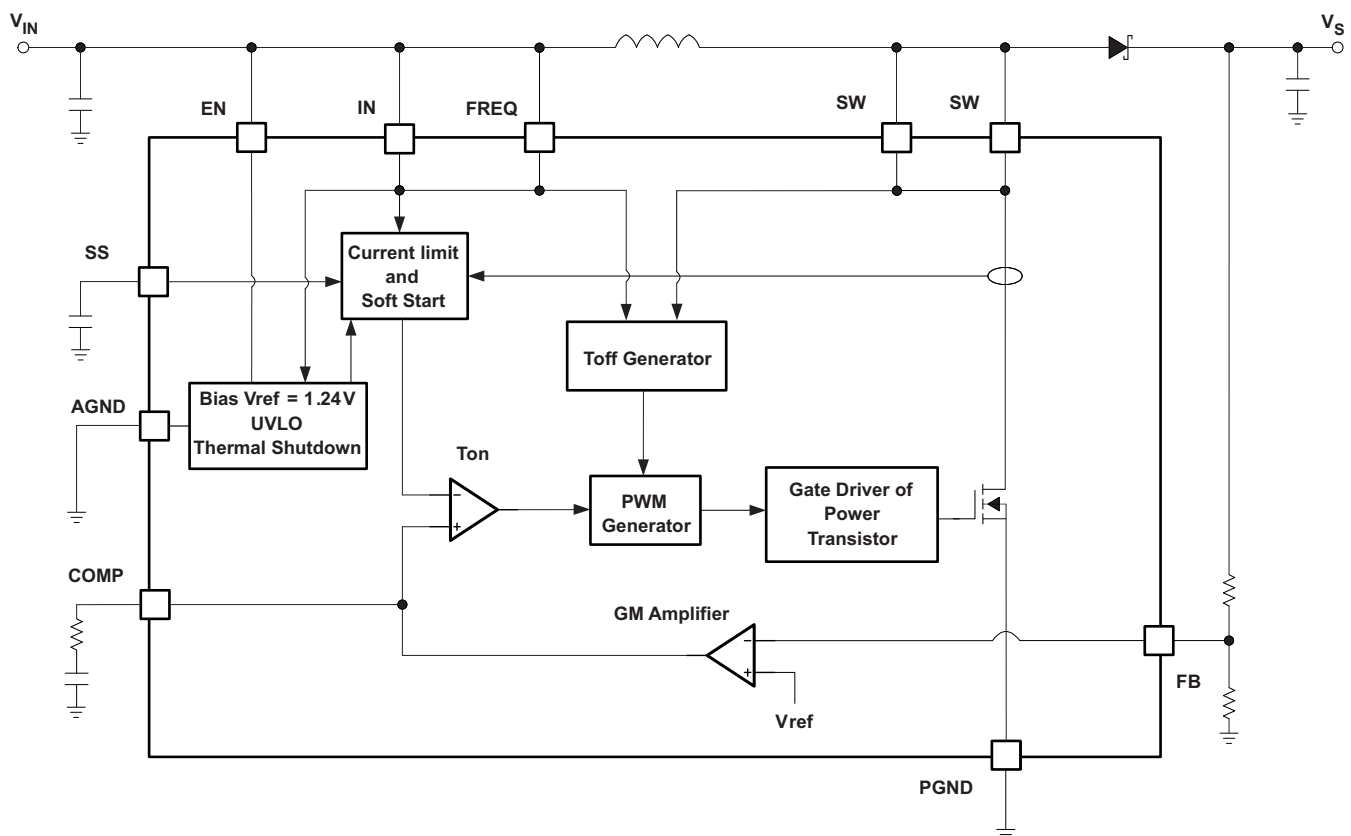 VIN
VS
EN
IN
FREQ
SW
SW
SS
Current limit
and
Soft Start
Toff Generator
AGND
Bias Vref = 1.24V
UVLO
Thermal Shutdown
Ton
−
+
PWM
Generator
Gate Driver of
Power
Transistor
COMP
GM Amplifier
−
+
Vref
FB
PGND